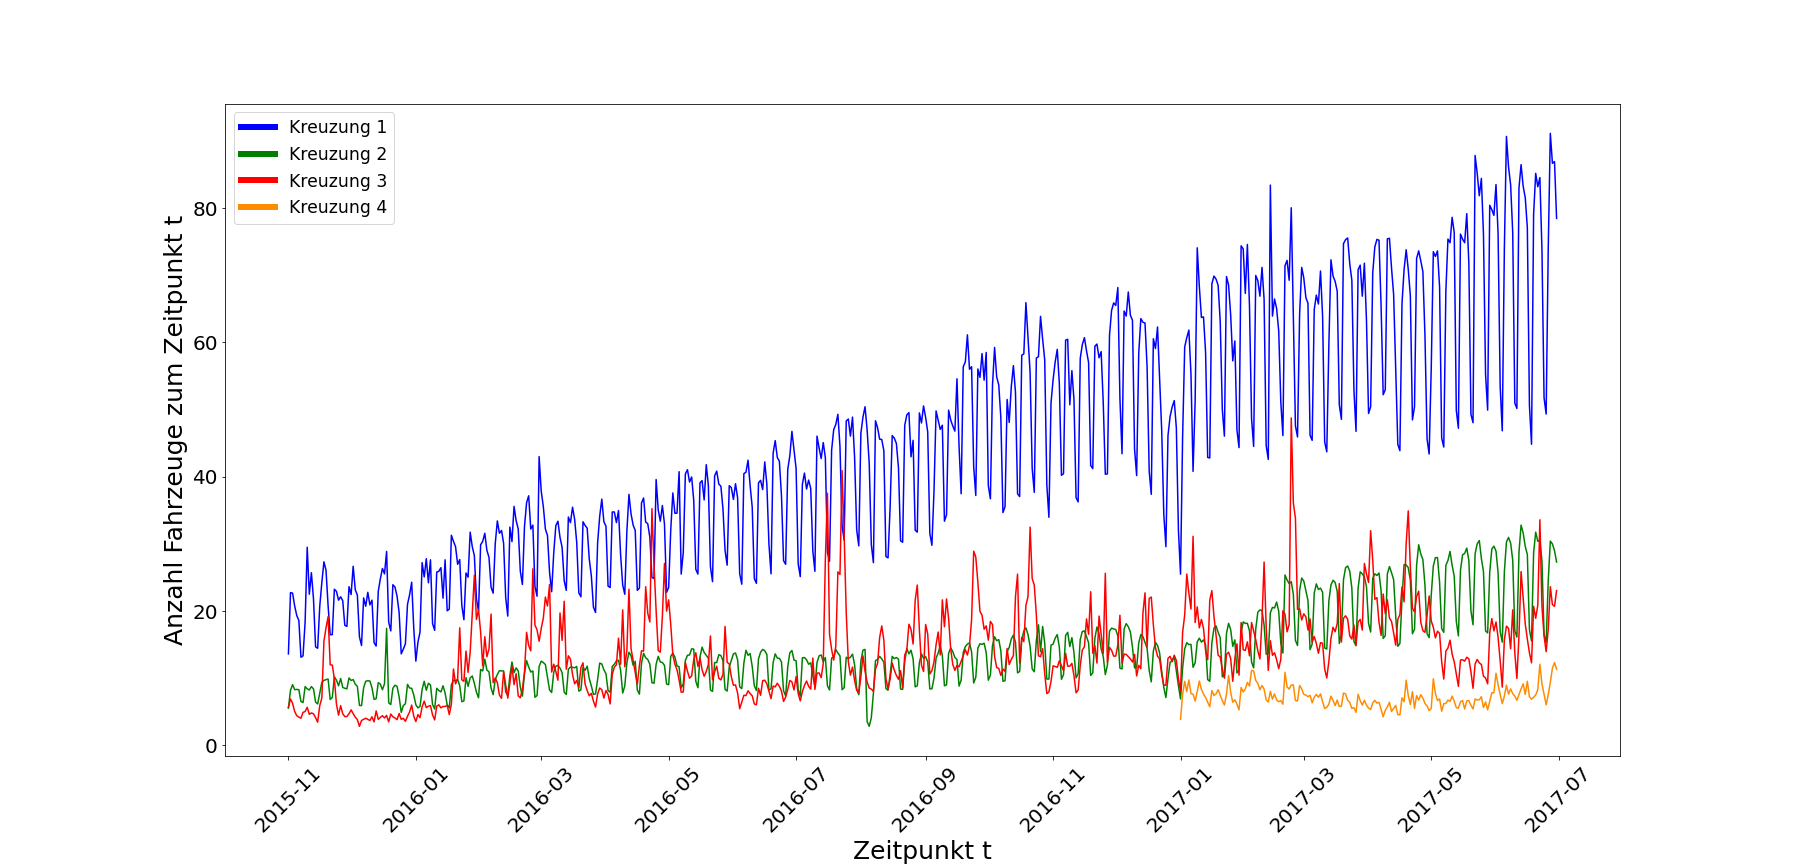 Kreuzung 1
Kreuzung 2
Kreuzung 3
Kreuzung 4
Anzahl Fahrzeuge zum Zeitpunkt t
80
60
40
20
0
2015-11 2016-01 2016-03 2016-05 2016-07 2016-09 2016-11 2017-01 2017-03 2017-05 2017-07
Zeitpunkt t